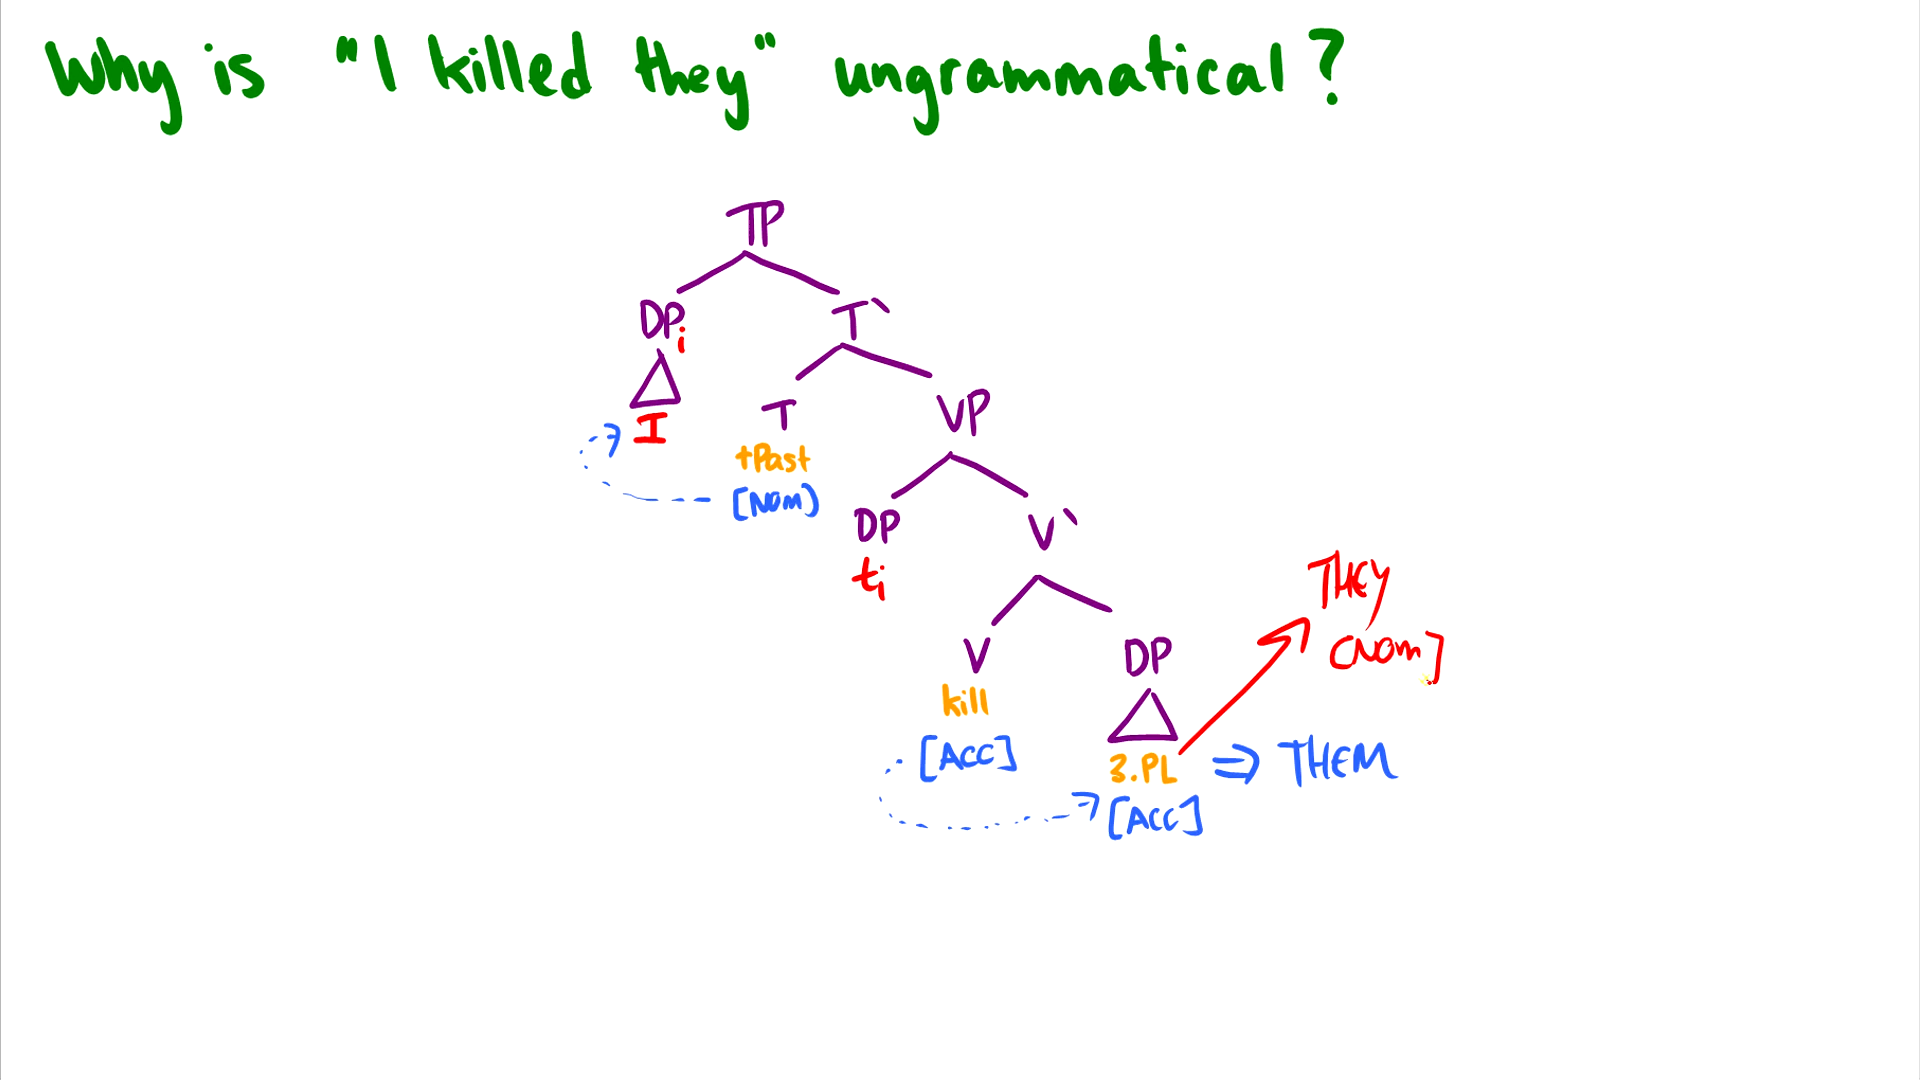 Why is "I killed they" ungrammatical?
TP
DPi T`
I T VP
+Past
[Nom)
DP V`
ti
V DP
kill
[ACC]
3.PL ⇒ THEM
[ACC]
THEY
[Nom]